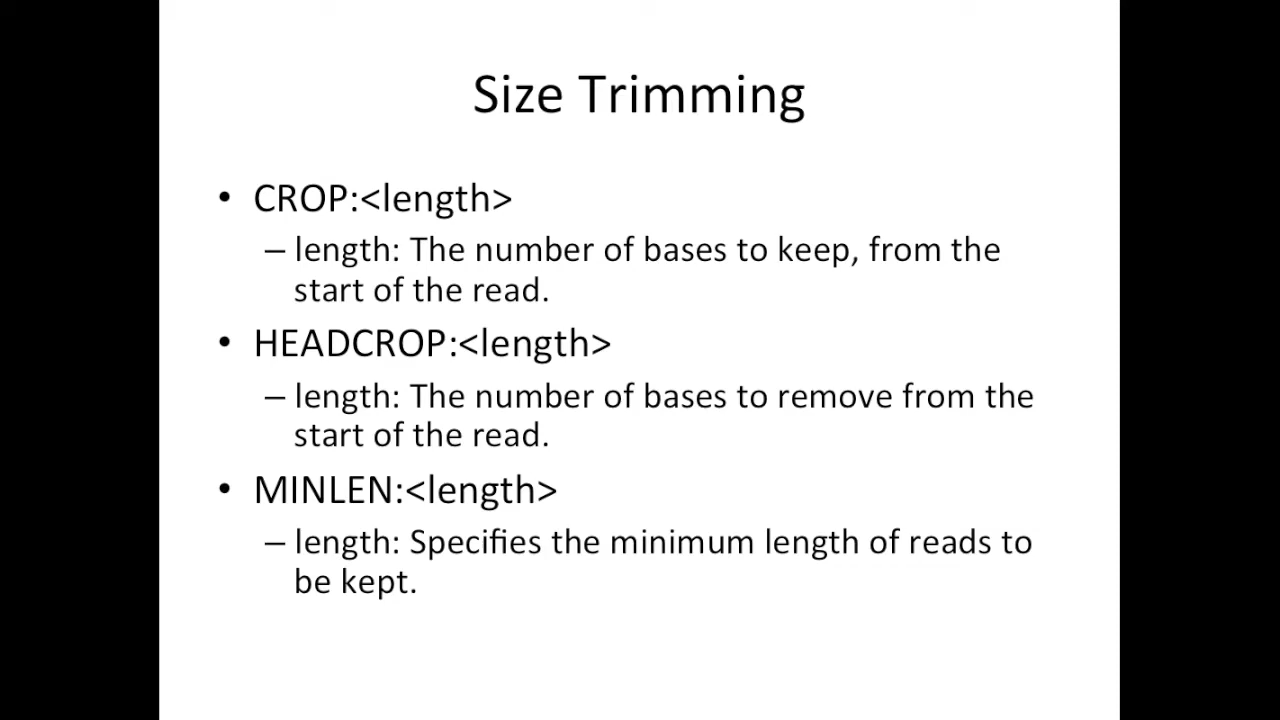 Size Trimming
• CROP:<length>
– length: The number of bases to keep, from the
start of the read.
• HEADCROP:<length>
– length: The number of bases to remove from the
start of the read.
• MINLEN:<length>
– length: Specifies the minimum length of reads to
be kept.